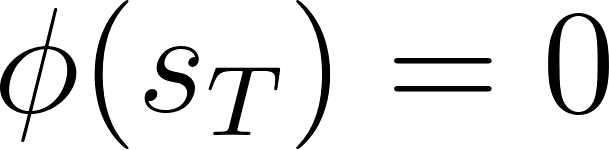 ϕ(s_T) = 0